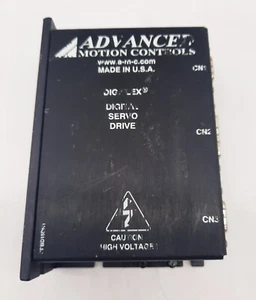 ADVANCED
MOTION CONTROLS
www.a-m-c.com
MADE IN U.S.A.
CN1
DIGIFLEX®
DIGITAL
SERVO
DRIVE
CN2
CN3
CAUTION
HIGH VOLTAGE